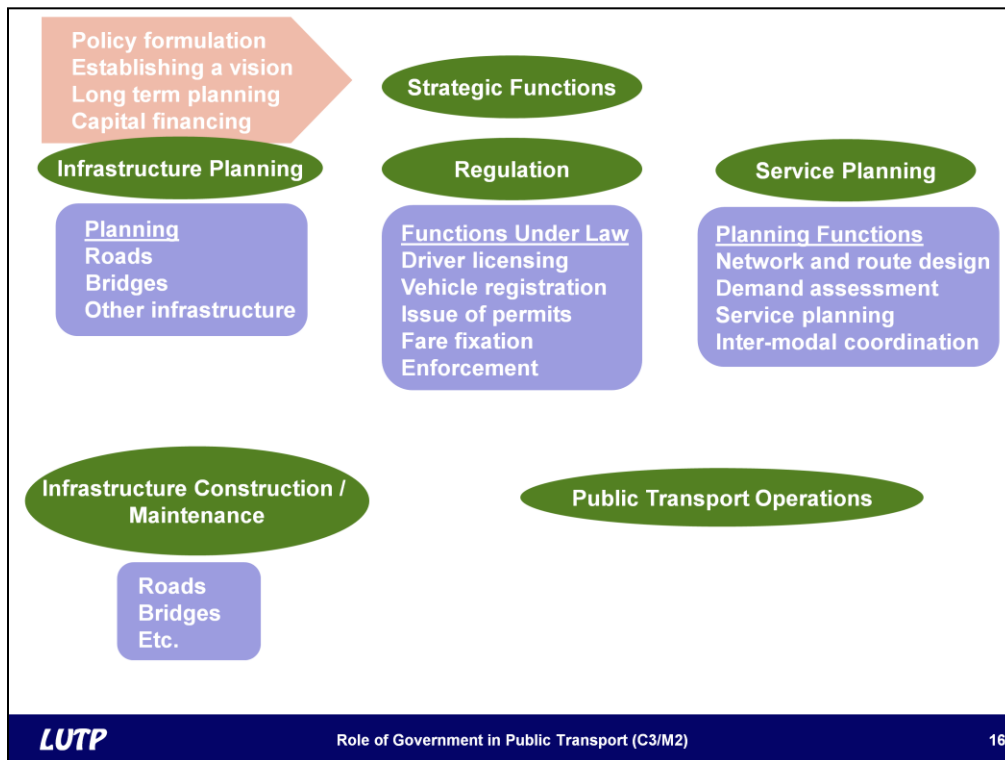 Policy formulation
Establishing a vision
Long term planning
Capital financing
Strategic Functions
Infrastructure Planning
Planning
Roads
Bridges
Other infrastructure
Regulation
Functions Under Law
Driver licensing
Vehicle registration
Issue of permits
Fare fixation
Enforcement
Service Planning
Planning Functions
Network and route design
Demand assessment
Service planning
Inter-modal coordination
Infrastructure Construction /
Maintenance
Roads
Bridges
Etc.
Public Transport Operations
LUTP
Role of Government in Public Transport (C3/M2)
16